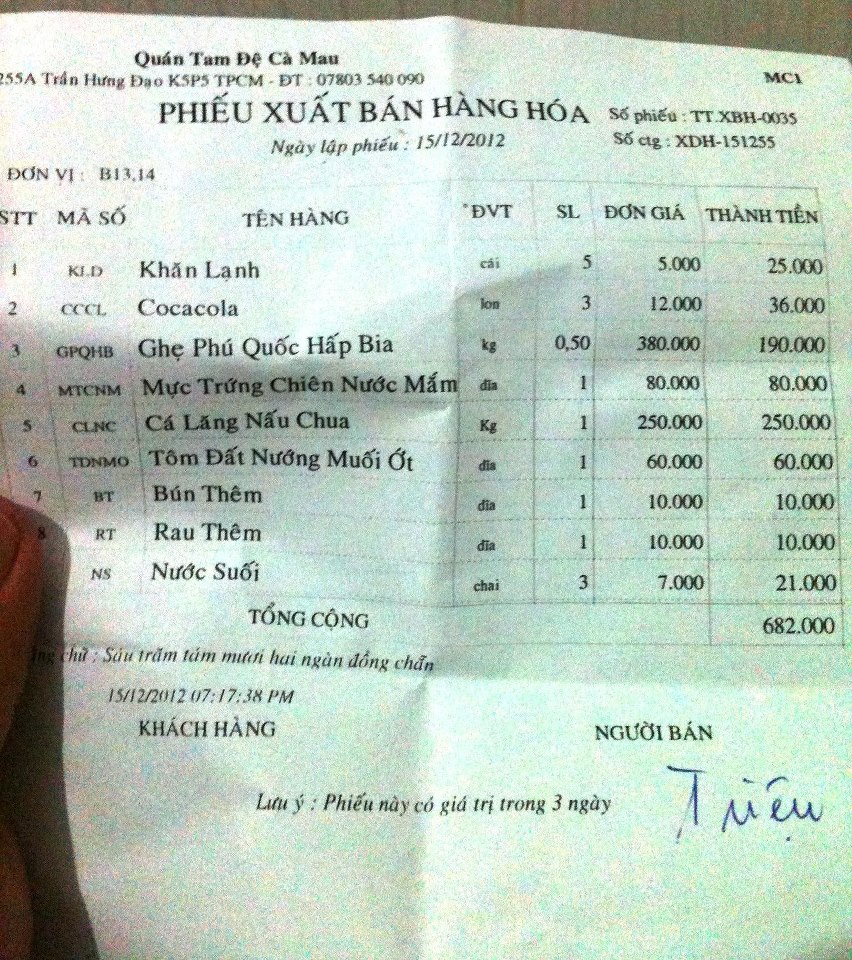 Quán Tam Đệ Cà Mau
255A Trần Hưng Đạo K5P5 TPCM - ĐT : 07803 540 090
MC1
PHIẾU XUẤT BÁN HÀNG HÓA
Số phiếu : TT.XBH-0035
Ngày lập phiếu : 15/12/2012
Số ctg : XDH-151255
ĐƠN VỊ : B13,14
STT MÃ SỐ TÊN HÀNG ĐVT SL ĐƠN GIÁ THÀNH TIỀN
1 KLD Khăn Lạnh cái 5 5.000 25.000
2 CCCL Cocacola lon 3 12.000 36.000
3 GPQHB Ghẹ Phú Quốc Hấp Bia kg 0,50 380.000 190.000
4 MTCNM Mực Trứng Chiên Nước Mắm dĩa 1 80.000 80.000
5 CLNC Cá Lăng Nấu Chua Kg 1 250.000 250.000
6 TDNMO Tôm Đất Nướng Muối Ớt dĩa 1 60.000 60.000
7 BT Bún Thêm dĩa 1 10.000 10.000
8 RT Rau Thêm dĩa 1 10.000 10.000
NS Nước Suối chai 3 7.000 21.000
TỔNG CỘNG 682.000
chữ : Sáu trăm tám mươi hai ngàn đồng chẵn
15/12/2012 07:17:38 PM
KHÁCH HÀNG NGƯỜI BÁN
Lưu ý : Phiếu này có giá trị trong 3 ngày
Triệu